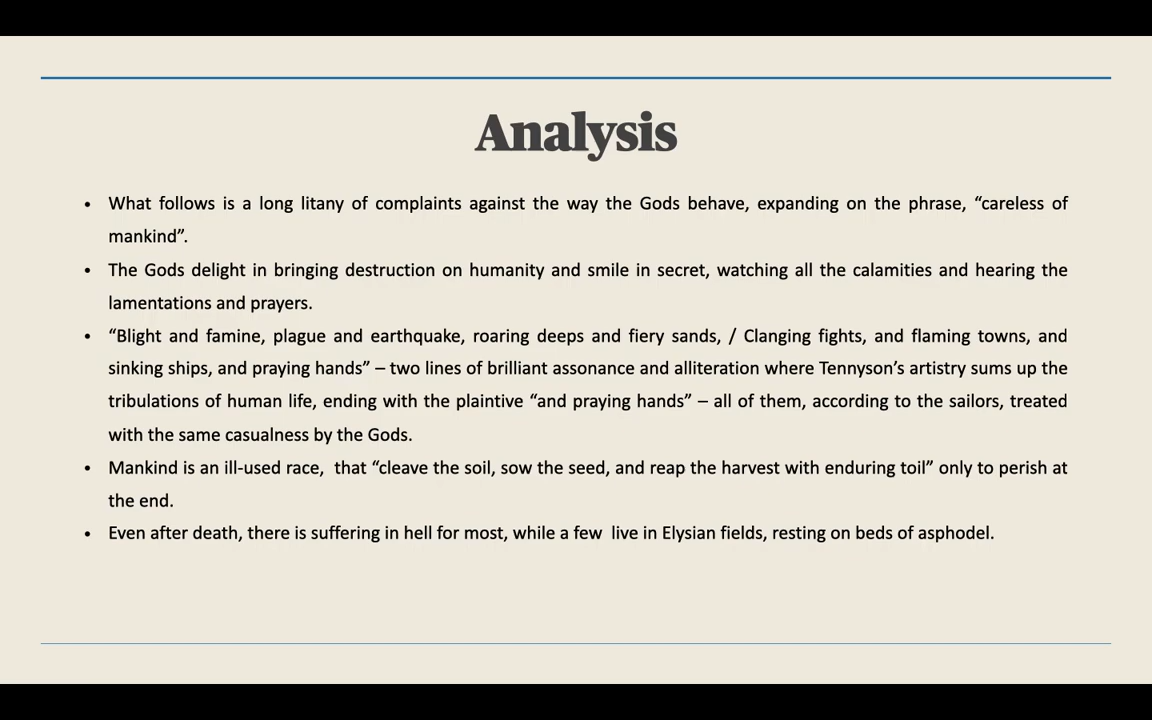 Analysis
• What follows is a long litany of complaints against the way the Gods behave, expanding on the phrase, “careless of
mankind”.
• The Gods delight in bringing destruction on humanity and smile in secret, watching all the calamities and hearing the
lamentations and prayers.
• “Blight and famine, plague and earthquake, roaring deeps and fiery sands, / Clanging fights, and flaming towns, and
sinking ships, and praying hands” – two lines of brilliant assonance and alliteration where Tennyson’s artistry sums up the
tribulations of human life, ending with the plaintive “and praying hands” – all of them, according to the sailors, treated
with the same casualness by the Gods.
• Mankind is an ill-used race,  that “cleave the soil, sow the seed, and reap the harvest with enduring toil” only to perish at
the end.
• Even after death, there is suffering in hell for most, while a few  live in Elysian fields, resting on beds of asphodel.